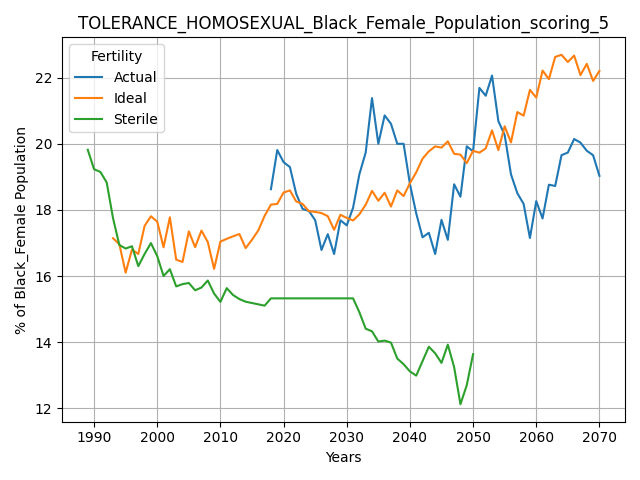 TOLERANCE_HOMOSEXUAL_Black_Female_Population_scoring_5
Fertility
Actual
Ideal
Sterile
% of Black_Female Population
22
20
18
16
14
12
1990 2000 2010 2020 2030 2040 2050 2060 2070
Years